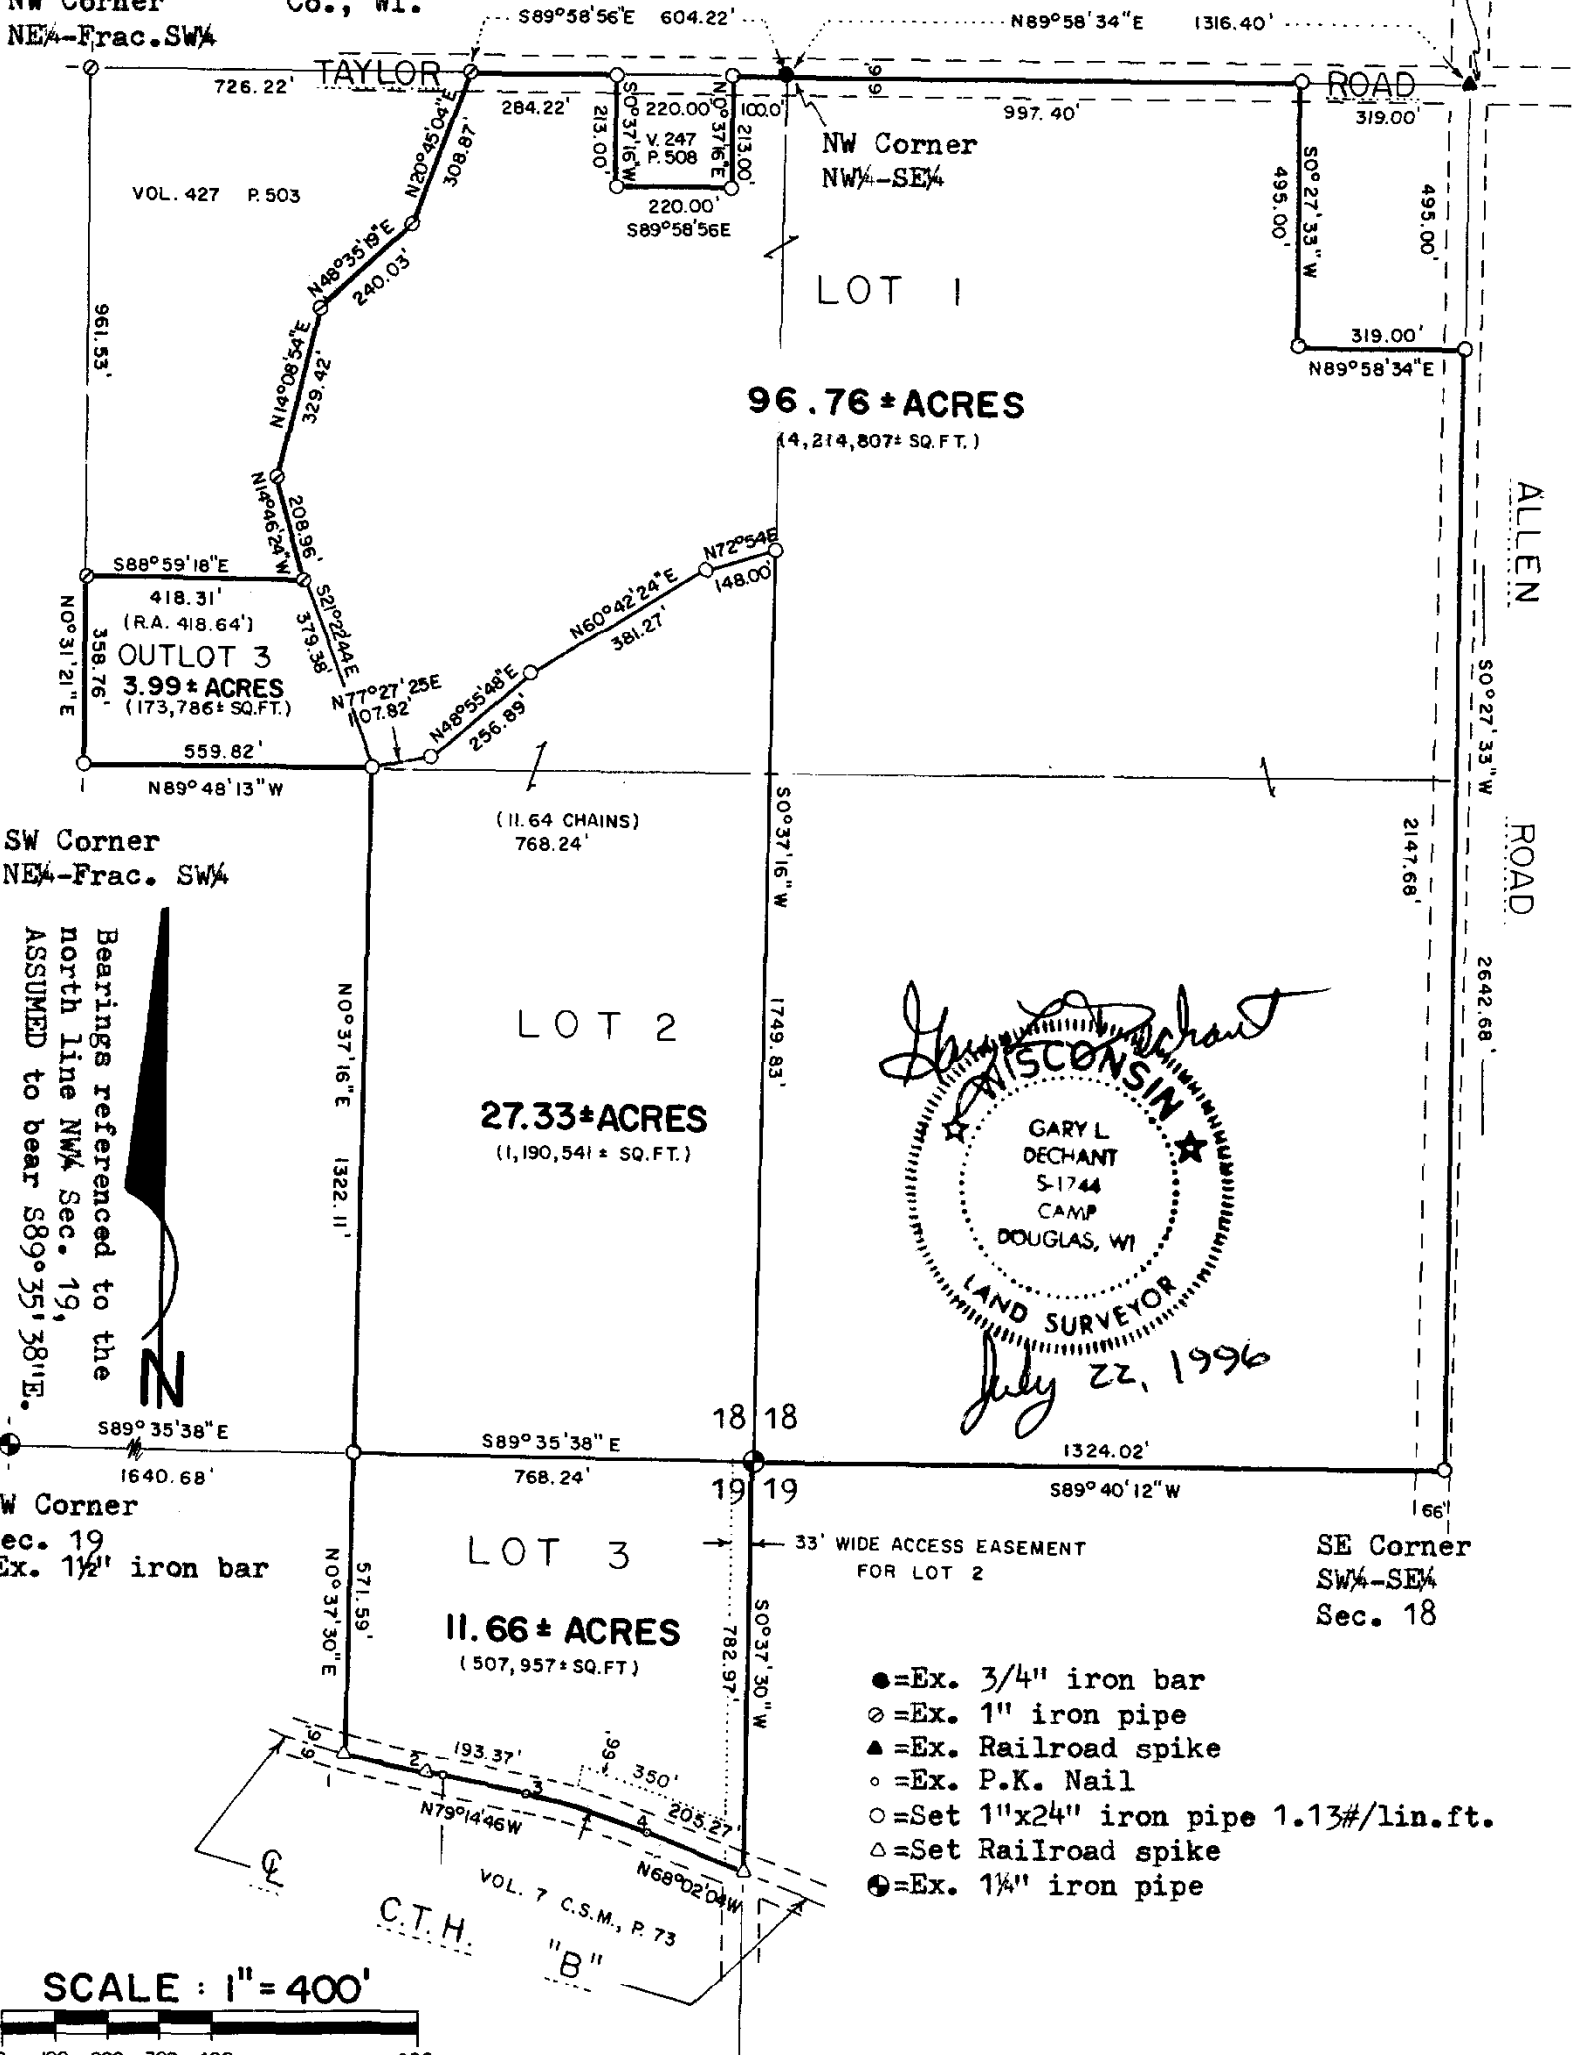 NW Corner Co., WI.
NE¼-Frac.SW¼
S89°58'56"E 604.22'
N89°58'34"E 1316.40'
TAYLOR
ROAD
726.22'
284.22'
220.00'
100.0'
66'
997.40'
319.00'
N20°45'04"E
308.87'
S0°37'16"W
213.00'
V. 247
P. 508
N0°37'16"E
213.00'
220.00'
S89°58'56E
NW Corner
NW¼-SE¼
VOL. 427 P. 503
S0°27'33"W
495.00'
495.00'
N48°35'19"E
240.03'
LOT 1
961.53'
319.00'
N89°58'34"E
N14°08'54"E
329.42'
96.76± ACRES
(4,214,807± SQ.FT.)
N14°46'24"W
208.96'
ALLEN
N72°54E
148.00'
S88°59'18"E
418.31'
(R.A. 418.64')
N60°42'24"E
381.27'
N0°31'21"E
358.76'
OUTLOT 3
3.99± ACRES
(173,786± SQ.FT.)
S21°22'44E
379.38'
N77°27'25E
107.82'
N48°55'48"E
256.89'
S0°27'33"W
559.82'
N89°48'13"W
(11.64 CHAINS)
768.24'
S0°37'16"W
2147.68'
ROAD
SW Corner
NE¼-Frac. SW¼
Bearings referenced to the
north line NW¼ Sec. 19,
ASSUMED to bear S89°35'38"E.
N
N0°37'16"E
1322.11'
LOT 2
1749.83'
2642.68'
27.33±ACRES
(1,190,541± SQ.FT.)
Gary L Dechant
WISCONSIN
GARY L
DECHANT
S-1744
CAMP
DOUGLAS, WI
LAND SURVEYOR
July 22, 1996
S89°35'38"E
1640.68'
S89°35'38"E
768.24'
18 18
19 19
1324.02'
S89°40'12"W
66'
W Corner
ec. 19
Ex. 1½" iron bar
LOT 3
33' WIDE ACCESS EASEMENT
FOR LOT 2
SE Corner
SW¼-SE¼
Sec. 18
N0°37'30"E
571.59'
11.66± ACRES
(507,957±SQ.FT)
782.97'
S0°37'30"W
●=Ex. 3/4" iron bar
⊘=Ex. 1" iron pipe
▲=Ex. Railroad spike
○=Ex. P.K. Nail
○=Set 1"x24" iron pipe 1.13#/lin.ft.
△=Set Railroad spike
=Ex. 1¼" iron pipe
2
193.37'
3
66'
350'
4
205.27'
N79°14'46W
N68°02'04W
VOL. 7 C.S.M., P. 73
C.T.H. "B"
SCALE : 1"= 400'